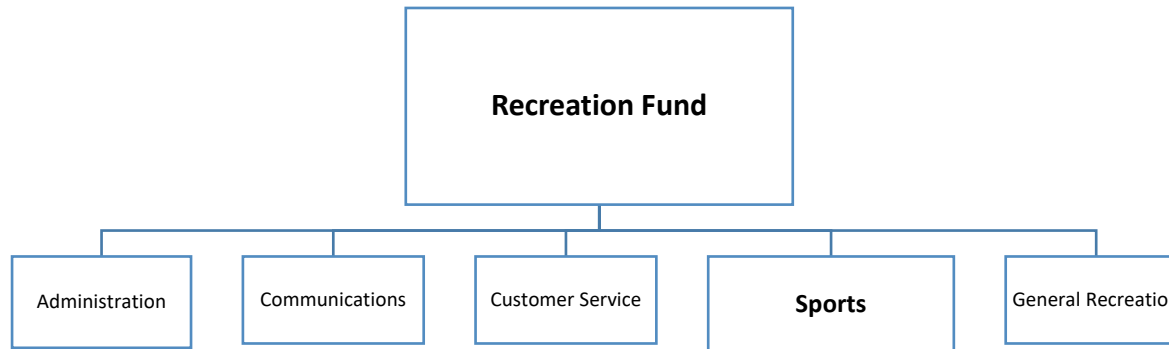 Recreation Fund
Administration
Communications
Customer Service
Sports
General Recreatio